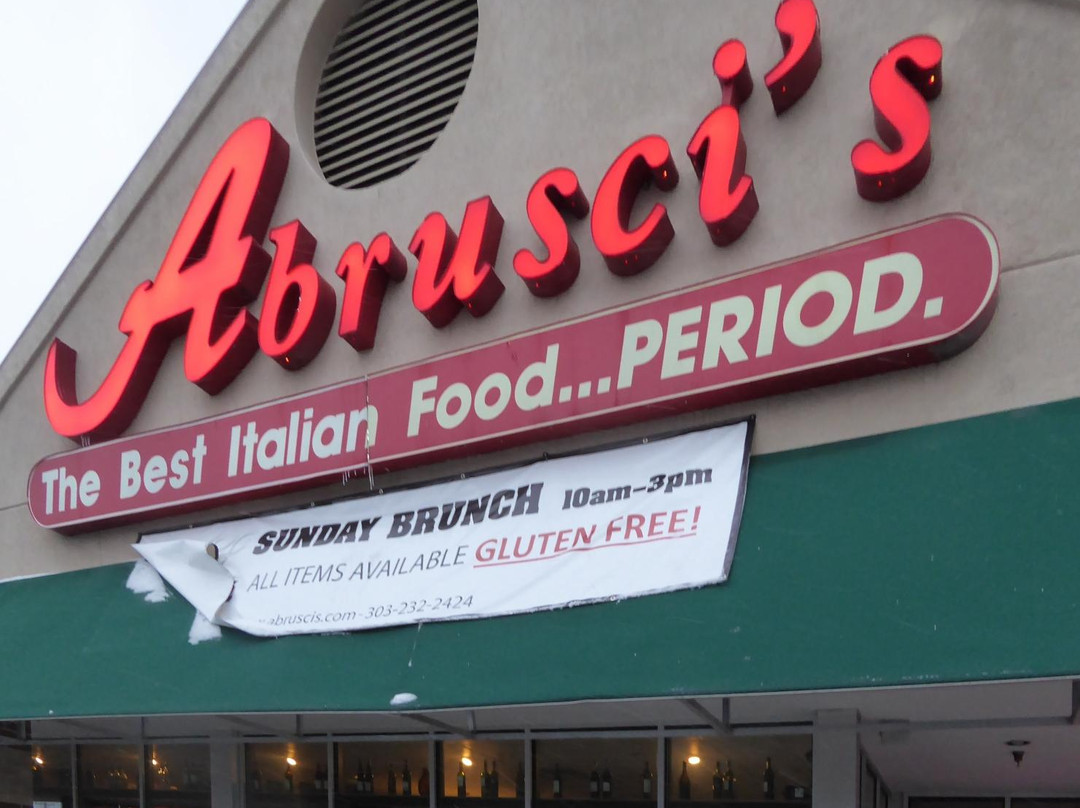 Abrusci's
The Best Italian Food...PERIOD.
SUNDAY BRUNCH 10am-3pm
ALL ITEMS AVAILABLE GLUTEN FREE!
abruscis.com-303-232-2424